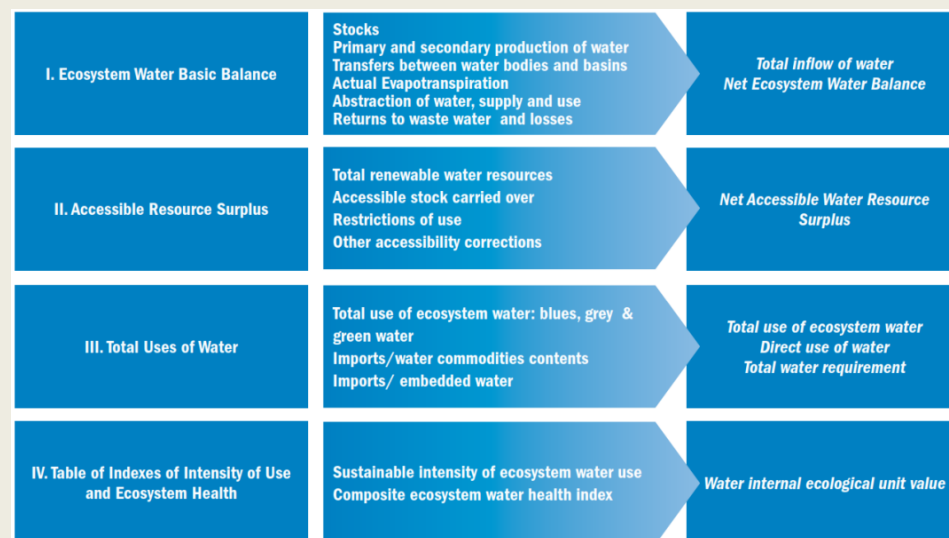 I. Ecosystem Water Basic Balance
Stocks
Primary and secondary production of water
Transfers between water bodies and basins
Actual Evapotranspiration
Abstraction of water, supply and use
Returns to waste water and losses
Total inflow of water
Net Ecosystem Water Balance
II. Accessible Resource Surplus
Total renewable water resources
Accessible stock carried over
Restrictions of use
Other accessibility corrections
Net Accessible Water Resource
Surplus
III. Total Uses of Water
Total use of ecosystem water: blues, grey &
green water
Imports/water commodities contents
Imports/ embedded water
Total use of ecosystem water
Direct use of water
Total water requirement
IV. Table of Indexes of Intensity of Use
and Ecosystem Health
Sustainable intensity of ecosystem water use
Composite ecosystem water health index
Water internal ecological unit value